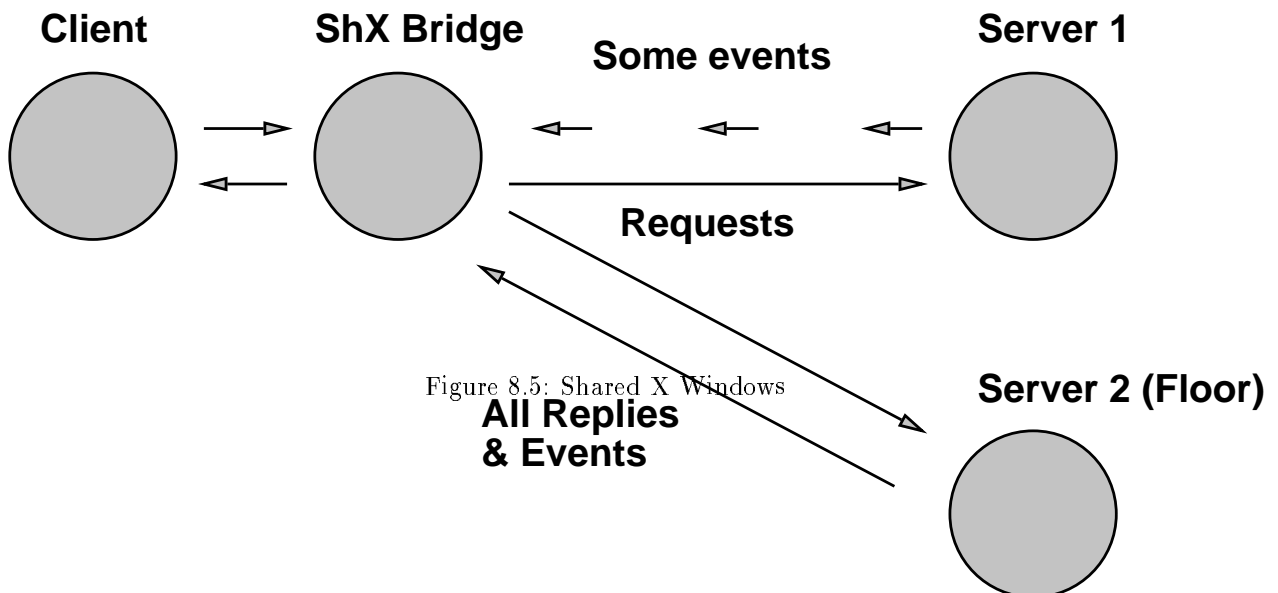 Client
ShX Bridge
Server 1
Some events
Requests
Figure 8.5: Shared X Windows
Server 2 (Floor)
All Replies
& Events